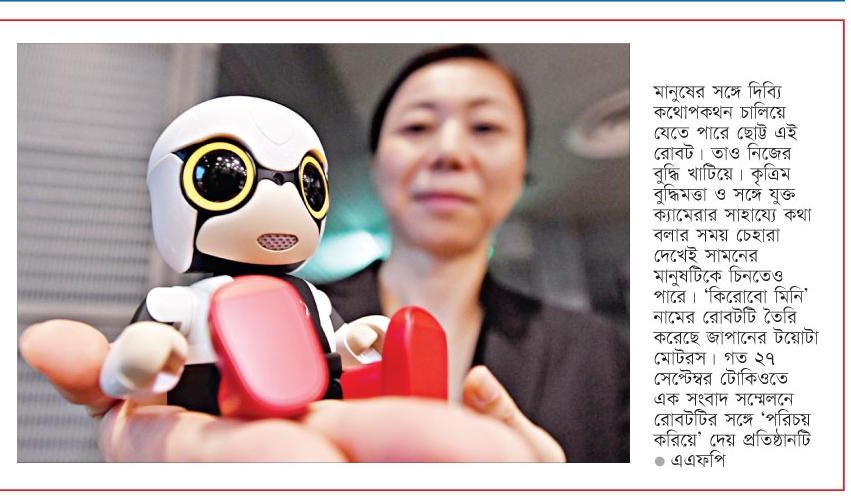 মানুষের সঙ্গে দিব্যি
কথোপকথন চালিয়ে
যেতে পারে ছোট্ট এই
রোবট। তাও নিজের
বুদ্ধি খাটিয়ে। কৃত্রিম
বুদ্ধিমত্তা ও সঙ্গে যুক্ত
ক্যামেরার সাহায্যে কথা
বলার সময় চেহারা
দেখেই সামনের
মানুষটিকে চিনতেও
পারে। ‘কিরোবো মিনি’
নামের রোবটটি তৈরি
করেছে জাপানের টয়োটা
মোটরস। গত ২৭
সেপ্টেম্বর টোকিওতে
এক সংবাদ সম্মেলনে
রোবটটির সঙ্গে ‘পরিচয়
করিয়ে’ দেয় প্রতিষ্ঠানটি
● এএফপি